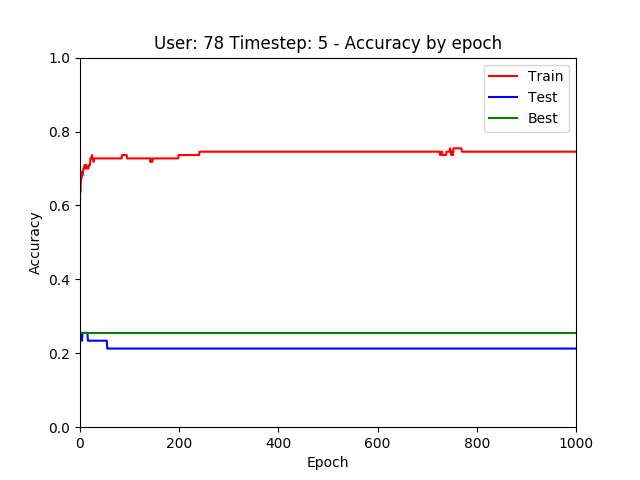 User: 78 Timestep: 5 - Accuracy by epoch
Train
Test
Best
1.0
0.8
0.6
0.4
0.2
0.0
Accuracy
0 200 400 600 800 1000
Epoch